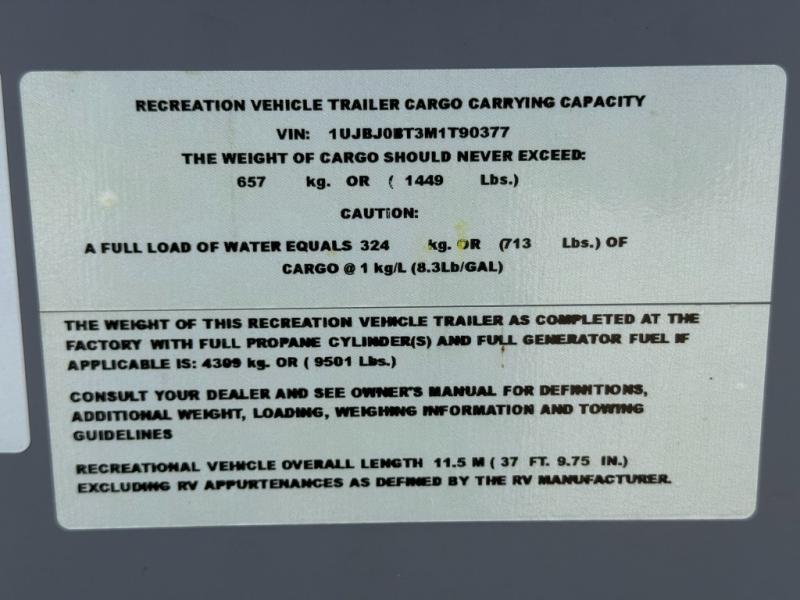 RECREATION VEHICLE TRAILER CARGO CARRYING CAPACITY
VIN: 1UJBJ0BT3M1T90377
THE WEIGHT OF CARGO SHOULD NEVER EXCEED:
657 kg. OR ( 1449 Lbs.)
CAUTION:
A FULL LOAD OF WATER EQUALS 324 kg. OR (713 Lbs.) OF
CARGO @ 1 kg/L (8.3Lb/GAL)
THE WEIGHT OF THIS RECREATION VEHICLE TRAILER AS COMPLETED AT THE
FACTORY WITH FULL PROPANE CYLINDER(S) AND FULL GENERATOR FUEL IF
APPLICABLE IS: 4309 kg. OR ( 9501 Lbs.)
CONSULT YOUR DEALER AND SEE OWNER'S MANUAL FOR DEFINITIONS,
ADDITIONAL WEIGHT, LOADING, WEIGHING INFORMATION AND TOWING
GUIDELINES
RECREATIONAL VEHICLE OVERALL LENGTH 11.5 M ( 37 FT. 9.75 IN.)
EXCLUDING RV APPURTENANCES AS DEFINED BY THE RV MANUFACTURER.